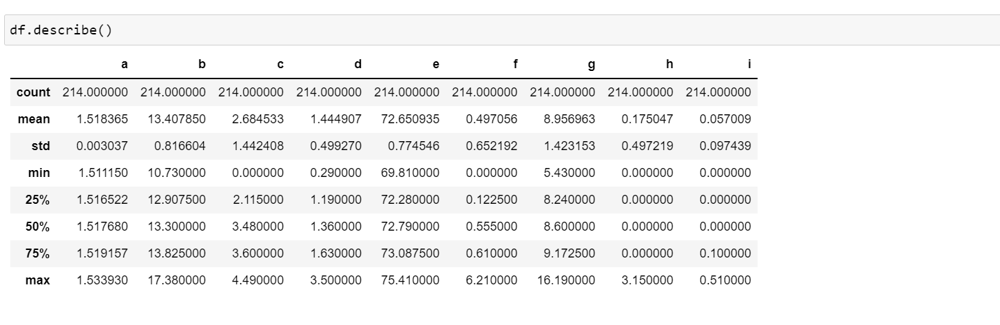 df.describe()
a b c d e f g h i
count 214.000000 214.000000 214.000000 214.000000 214.000000 214.000000 214.000000 214.000000 214.000000
mean 1.518365 13.407850 2.684533 1.444907 72.650935 0.497056 8.956963 0.175047 0.057009
std 0.003037 0.816604 1.442408 0.499270 0.774546 0.652192 1.423153 0.497219 0.097439
min 1.511150 10.730000 0.000000 0.290000 69.810000 0.000000 5.430000 0.000000 0.000000
25% 1.516522 12.907500 2.115000 1.190000 72.280000 0.122500 8.240000 0.000000 0.000000
50% 1.517680 13.300000 3.480000 1.360000 72.790000 0.555000 8.600000 0.000000 0.000000
75% 1.519157 13.825000 3.600000 1.630000 73.087500 0.610000 9.172500 0.000000 0.100000
max 1.533930 17.380000 4.490000 3.500000 75.410000 6.210000 16.190000 3.150000 0.510000